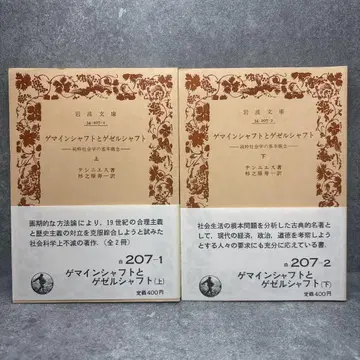 岩波文庫
34-207-1
ゲマインシャフトとゲゼルシャフト
——純粋社会学の基本概念——
上
テンニエス著
杉之原寿一訳
画期的な方法論により、19世紀の合理主義
と歴史主義の対立を克服綜合しようと試みた
社会科学上不滅の著作。(全2冊)
白 207-1
ゲマインシャフトと
ゲゼルシャフト(上)
定価400円
岩波文庫
34-207-2
ゲマインシャフトとゲゼルシャフト
——純粋社会学の基本概念——
下
テンニエス著
杉之原寿一訳
社会生活の根本問題を分析した古典的名著と
して、現代の経済、政治、道徳を考察しよう
とする人々の要求にも充分に応えている書。
白 207-2
ゲマインシャフトと
ゲゼルシャフト(下)
定価400円